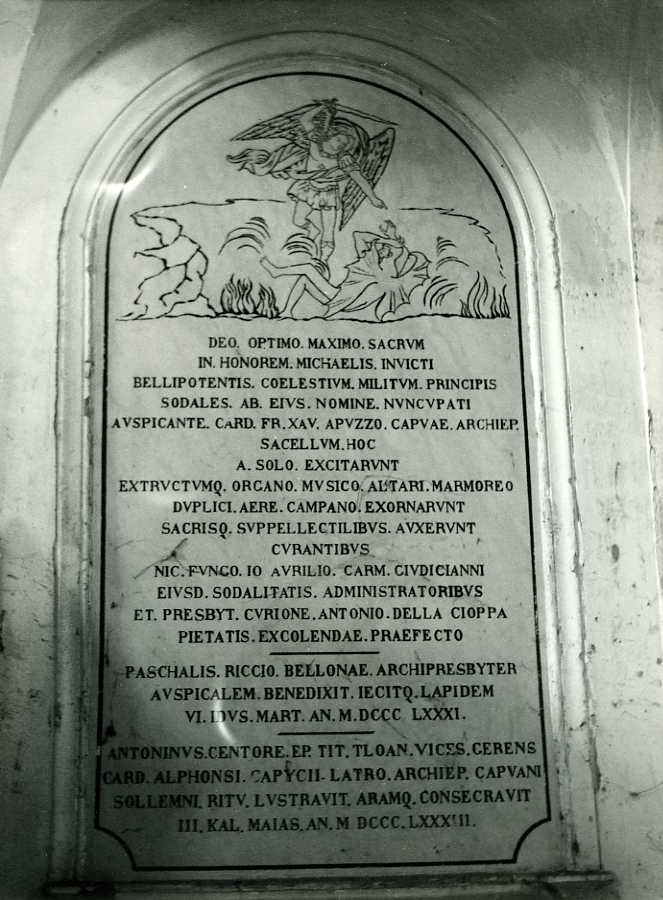 DEO. OPTIMO. MAXIMO. SACRVM
IN. HONOREM. MICHAELIS. INVICTI
BELLIPOTENTIS. COELESTIVM. MILITVM. PRINCIPIS
SODALES. AB. EIVS. NOMINE. NVNCVPATI
AVSPICANTE. CARD. FR. XAV. APVZZO. CAPVAE. ARCHIEP.
SACELLVM. HOC
A. SOLO. EXCITARVNT
EXTRVCTVMQ. ORGANO. MVSICO. ALTARI. MARMOREO
DVPLICI. AERE. CAMPANO. EXORNARVNT
SACRISQ. SVPPELLECTILIBVS. AVXERVNT
CVRANTIBVS
NIC. FVNGO. IO AVRILIO. CARM. GIVDICIANNI
EIVSD. SODALITATIS. ADMINISTRATORIBVS
ET. PRESBYT. CVRIONE. ANTONIO. DELLA CIOPPA
PIETATIS. EXCOLENDAE. PRAEFECTO
PASCHALIS. RICCIO. BELLONAE. ARCHIPRESBYTER
AVSPICALEM. BENEDIXIT. IECITQ. LAPIDEM
VI. IDVS. MART. AN. M. DCCC LXXXI.
ANTONINVS. CENTORE. EP. TIT. TLOAN. VICES. GERENS
CARD. ALPHONSI. CAPYCII. LATRO. ARCHIEP. CAPVANI
SOLLEMNI. RITV. LVSTRAVIT. ARAMQ. CONSECRAVIT
III. KAL. MAIAS. AN. M DCCC.